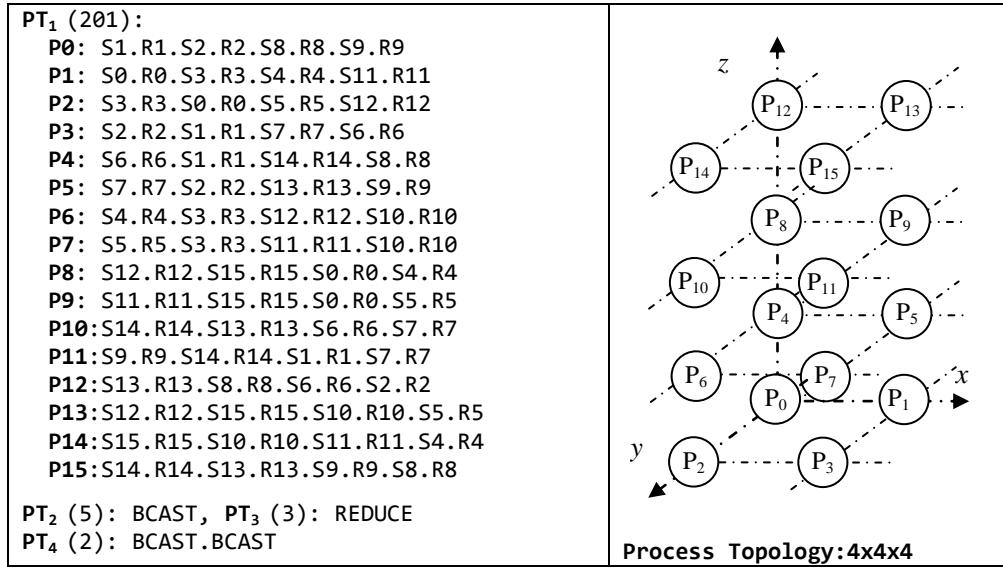 PT₁ (201):
P0: S1.R1.S2.R2.S8.R8.S9.R9
P1: S0.R0.S3.R3.S4.R4.S11.R11
P2: S3.R3.S0.R0.S5.R5.S12.R12
P3: S2.R2.S1.R1.S7.R7.S6.R6
P4: S6.R6.S1.R1.S14.R14.S8.R8
P5: S7.R7.S2.R2.S13.R13.S9.R9
P6: S4.R4.S3.R3.S12.R12.S10.R10
P7: S5.R5.S3.R3.S11.R11.S10.R10
P8: S12.R12.S15.R15.S0.R0.S4.R4
P9: S11.R11.S15.R15.S0.R0.S5.R5
P10:S14.R14.S13.R13.S6.R6.S7.R7
P11:S9.R9.S14.R14.S1.R1.S7.R7
P12:S13.R13.S8.R8.S6.R6.S2.R2
P13:S12.R12.S15.R15.S10.R10.S5.R5
P14:S15.R15.S10.R10.S11.R11.S4.R4
P15:S14.R14.S13.R13.S9.R9.S8.R8
PT₂ (5): BCAST, PT₃ (3): REDUCE
PT₄ (2): BCAST.BCAST
z
P₁₂ P₁₃
P₁₄ P₁₅
P₈ P₉
P₁₀ P₁₁
P₄ P₅
P₆ P₇ x
P₀ P₁
y P₂ P₃
Process Topology:4x4x4